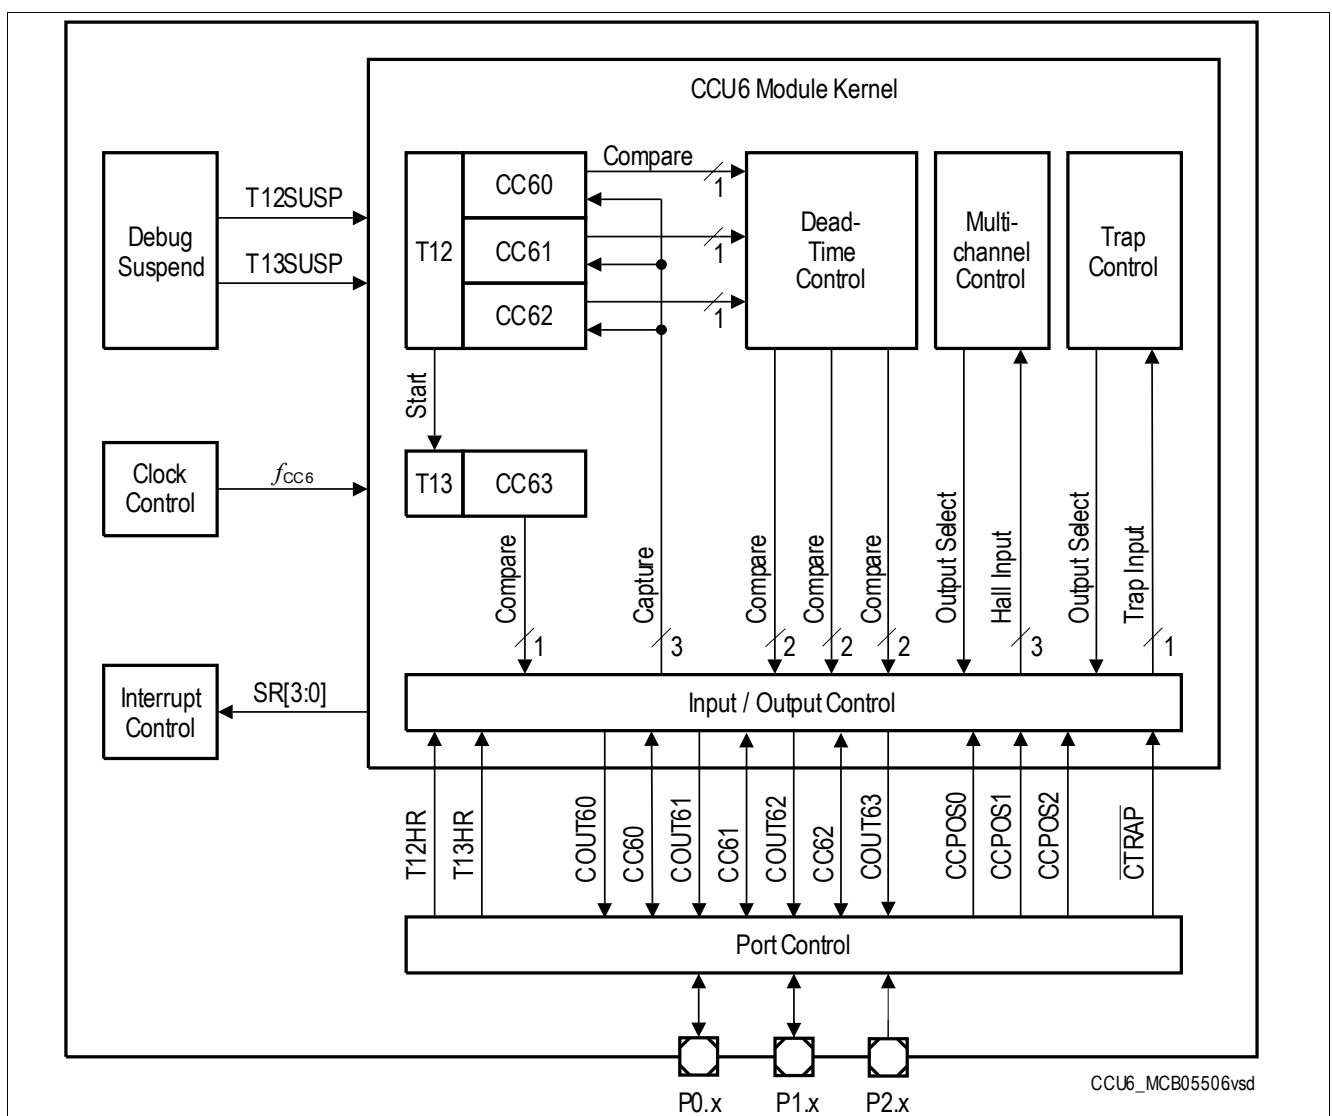 CCU6 Module Kernel
Debug
Suspend
T12SUSP
T13SUSP
T12
CC60
CC61
CC62
Compare
1
1
1
Dead-
Time
Control
Multi-
channel
Control
Trap
Control
Start
Clock
Control
fCC6
T13
CC63
Compare
1
Capture
3
Compare
2
Compare
2
Compare
2
Output Select
Hall Input
3
Output Select
Trap Input
1
Interrupt
Control
SR[3:0]
Input / Output Control
T12HR
T13HR
COUT60
CC60
COUT61
CC61
COUT62
CC62
COUT63
CCPOS0
CCPOS1
CCPOS2
CTRAP
Port Control
P0.x
P1.x
P2.x
CCU6_MCB05506.vsd